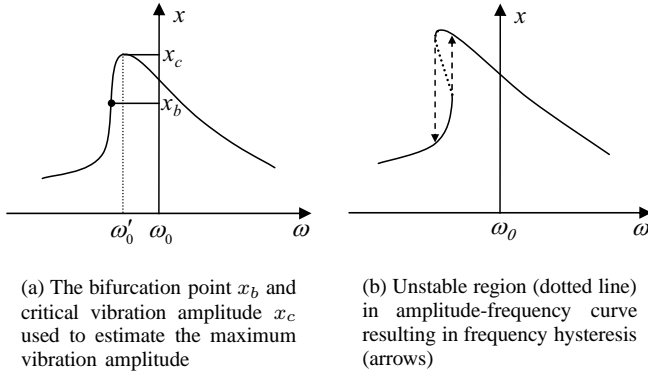 x
x
x_c
x_b
ω
ω
ω′_0
ω_0
ω_0
(a) The bifurcation point x_b and
critical vibration amplitude x_c
used to estimate the maximum
vibration amplitude
(b) Unstable region (dotted line)
in amplitude-frequency curve
resulting in frequency hysteresis
(arrows)